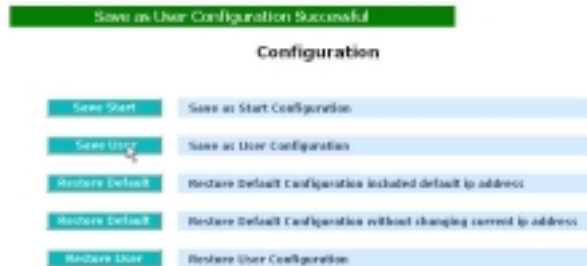 Save as User Configuration Successful
Configuration
Save Start Save as Start Configuration
Save User Save as User Configuration
Restore Default Restore Default Configuration included default ip address
Restore Default Restore Default Configuration without changing current ip address
Restore User Restore User Configuration